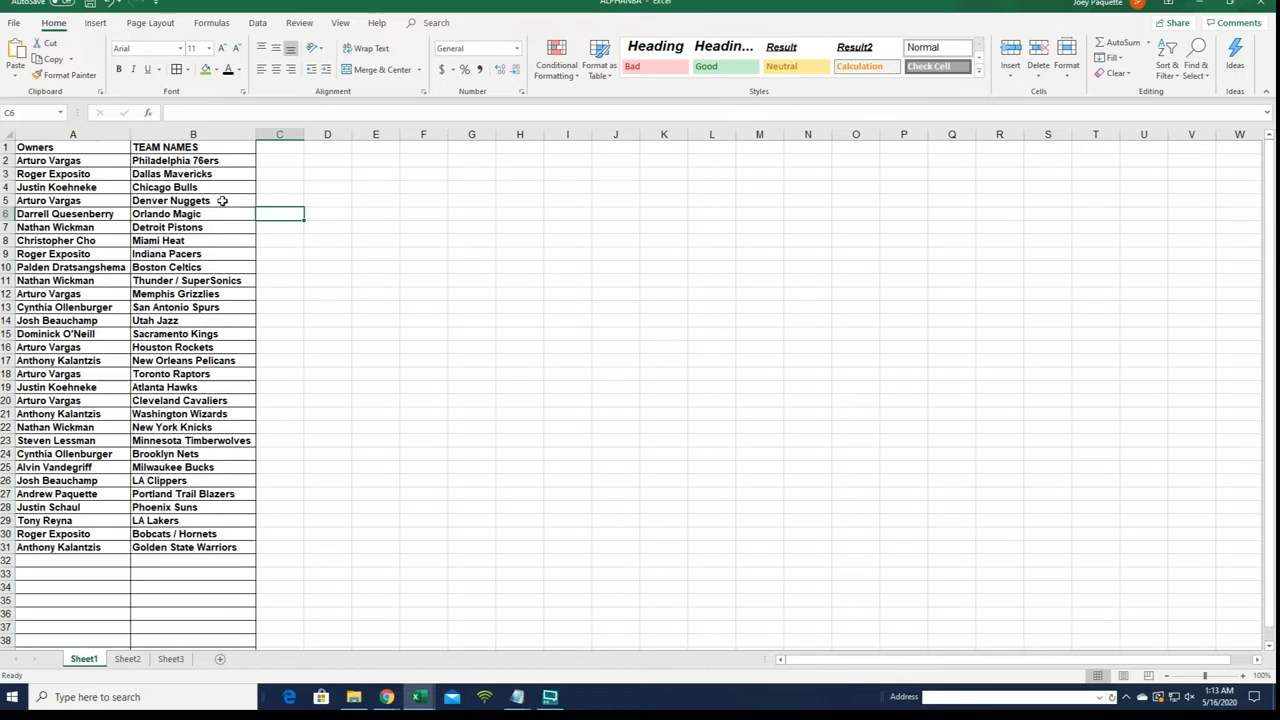 AutoSave
ALPHANBA - Excel
Joey Paquette
JP
File Home Insert Page Layout Formulas Data Review View Help Search
Share Comments
Paste Cut Copy Format Painter
Clipboard
Arial 11
B I U A
Font
Wrap Text
Merge & Center
Alignment
General
$ % ,
Number
Conditional Formatting
Format as Table
Heading Headin... Result Result2 Normal
Bad Good Neutral Calculation Check Cell
Styles
Insert Delete Format
Cells
AutoSum
Fill
Clear
Sort & Filter
Find & Select
Editing
Ideas
Ideas
C6 fx
A B C D E F G H I J K L M N O P Q R S T U V W
1 Owners TEAM NAMES
2 Arturo Vargas Philadelphia 76ers
3 Roger Exposito Dallas Mavericks
4 Justin Koehneke Chicago Bulls
5 Arturo Vargas Denver Nuggets
6 Darrell Quesenberry Orlando Magic
7 Nathan Wickman Detroit Pistons
8 Christopher Cho Miami Heat
9 Roger Exposito Indiana Pacers
10 Palden Dratsangshema Boston Celtics
11 Nathan Wickman Thunder / SuperSonics
12 Arturo Vargas Memphis Grizzlies
13 Cynthia Ollenburger San Antonio Spurs
14 Josh Beauchamp Utah Jazz
15 Dominick O'Neill Sacramento Kings
16 Arturo Vargas Houston Rockets
17 Anthony Kalantzis New Orleans Pelicans
18 Arturo Vargas Toronto Raptors
19 Justin Koehneke Atlanta Hawks
20 Arturo Vargas Cleveland Cavaliers
21 Anthony Kalantzis Washington Wizards
22 Nathan Wickman New York Knicks
23 Steven Lessman Minnesota Timberwolves
24 Cynthia Ollenburger Brooklyn Nets
25 Alvin Vandegriff Milwaukee Bucks
26 Josh Beauchamp LA Clippers
27 Andrew Paquette Portland Trail Blazers
28 Justin Schaul Phoenix Suns
29 Tony Reyna LA Lakers
30 Roger Exposito Bobcats / Hornets
31 Anthony Kalantzis Golden State Warriors
32
33
34
35
36
37
38
Sheet1 Sheet2 Sheet3
Ready
100%
Type here to search
Address
1:13 AM
5/16/2020